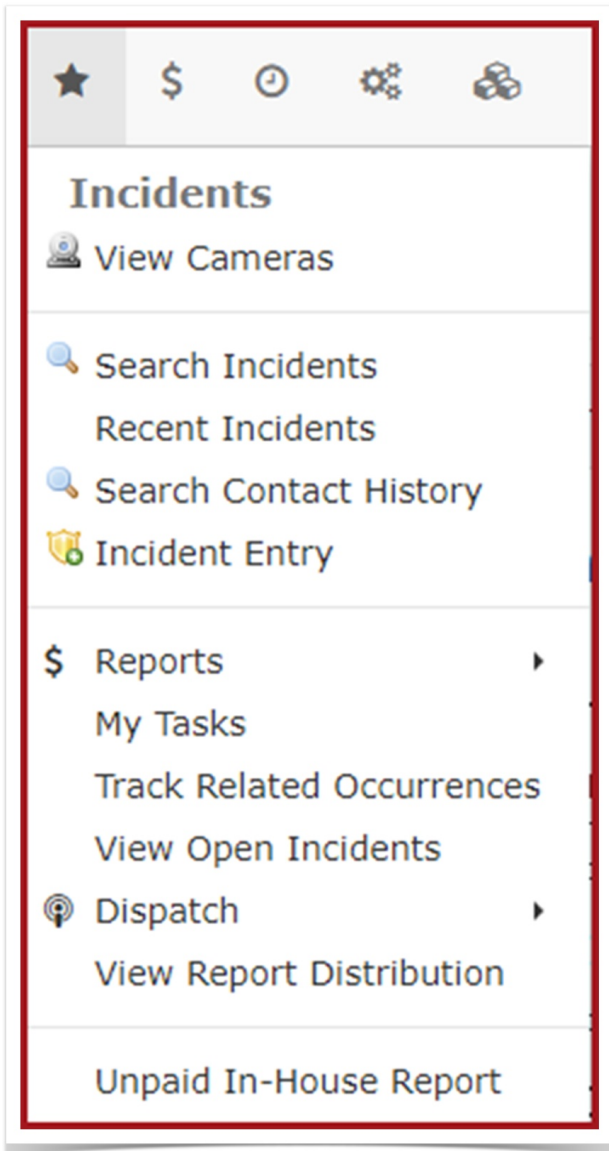 Incidents
View Cameras
Search Incidents
Recent Incidents
Search Contact History
Incident Entry
$ Reports
My Tasks
Track Related Occurrences
View Open Incidents
Dispatch
View Report Distribution
Unpaid In-House Report